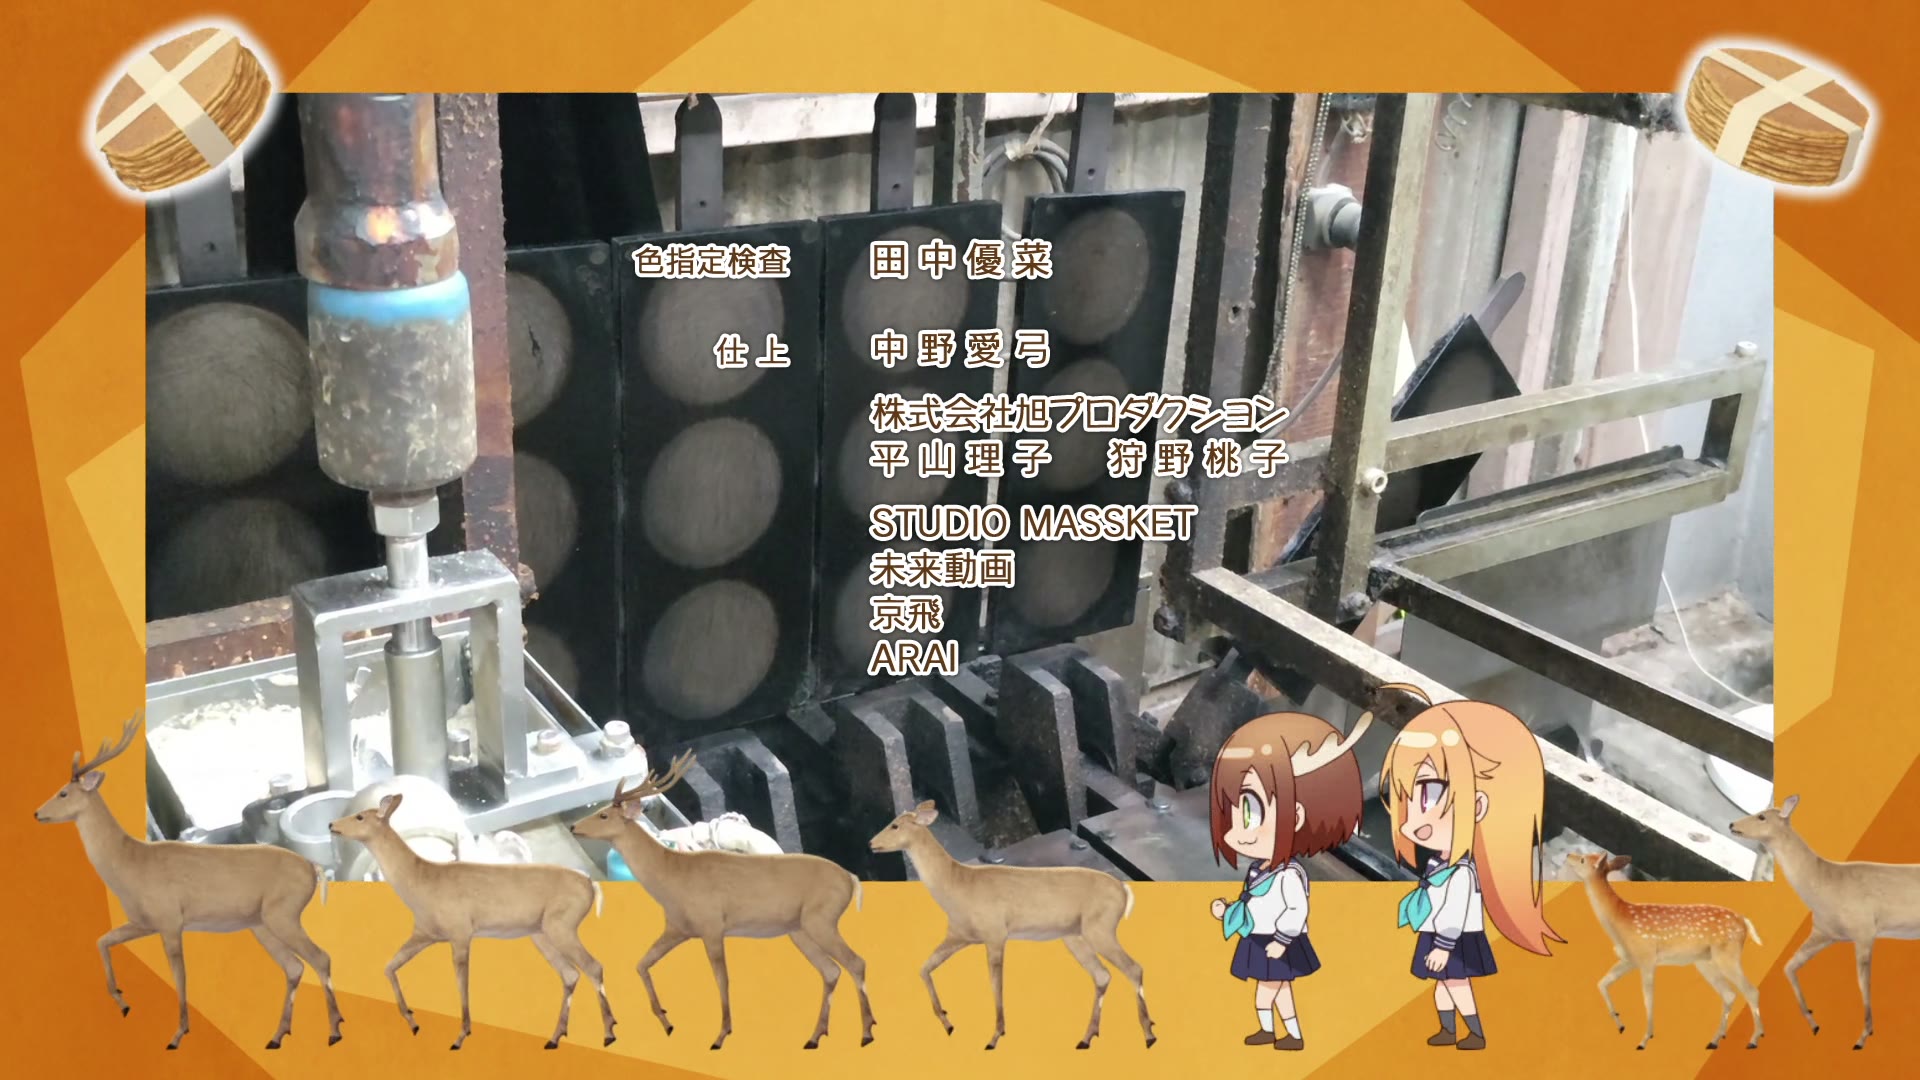 色指定検査 田中優菜
仕上 中野愛弓
株式会社旭プロダクション
平山理子 狩野桃子
STUDIO MASSKET
未来動画
京飛
ARAI